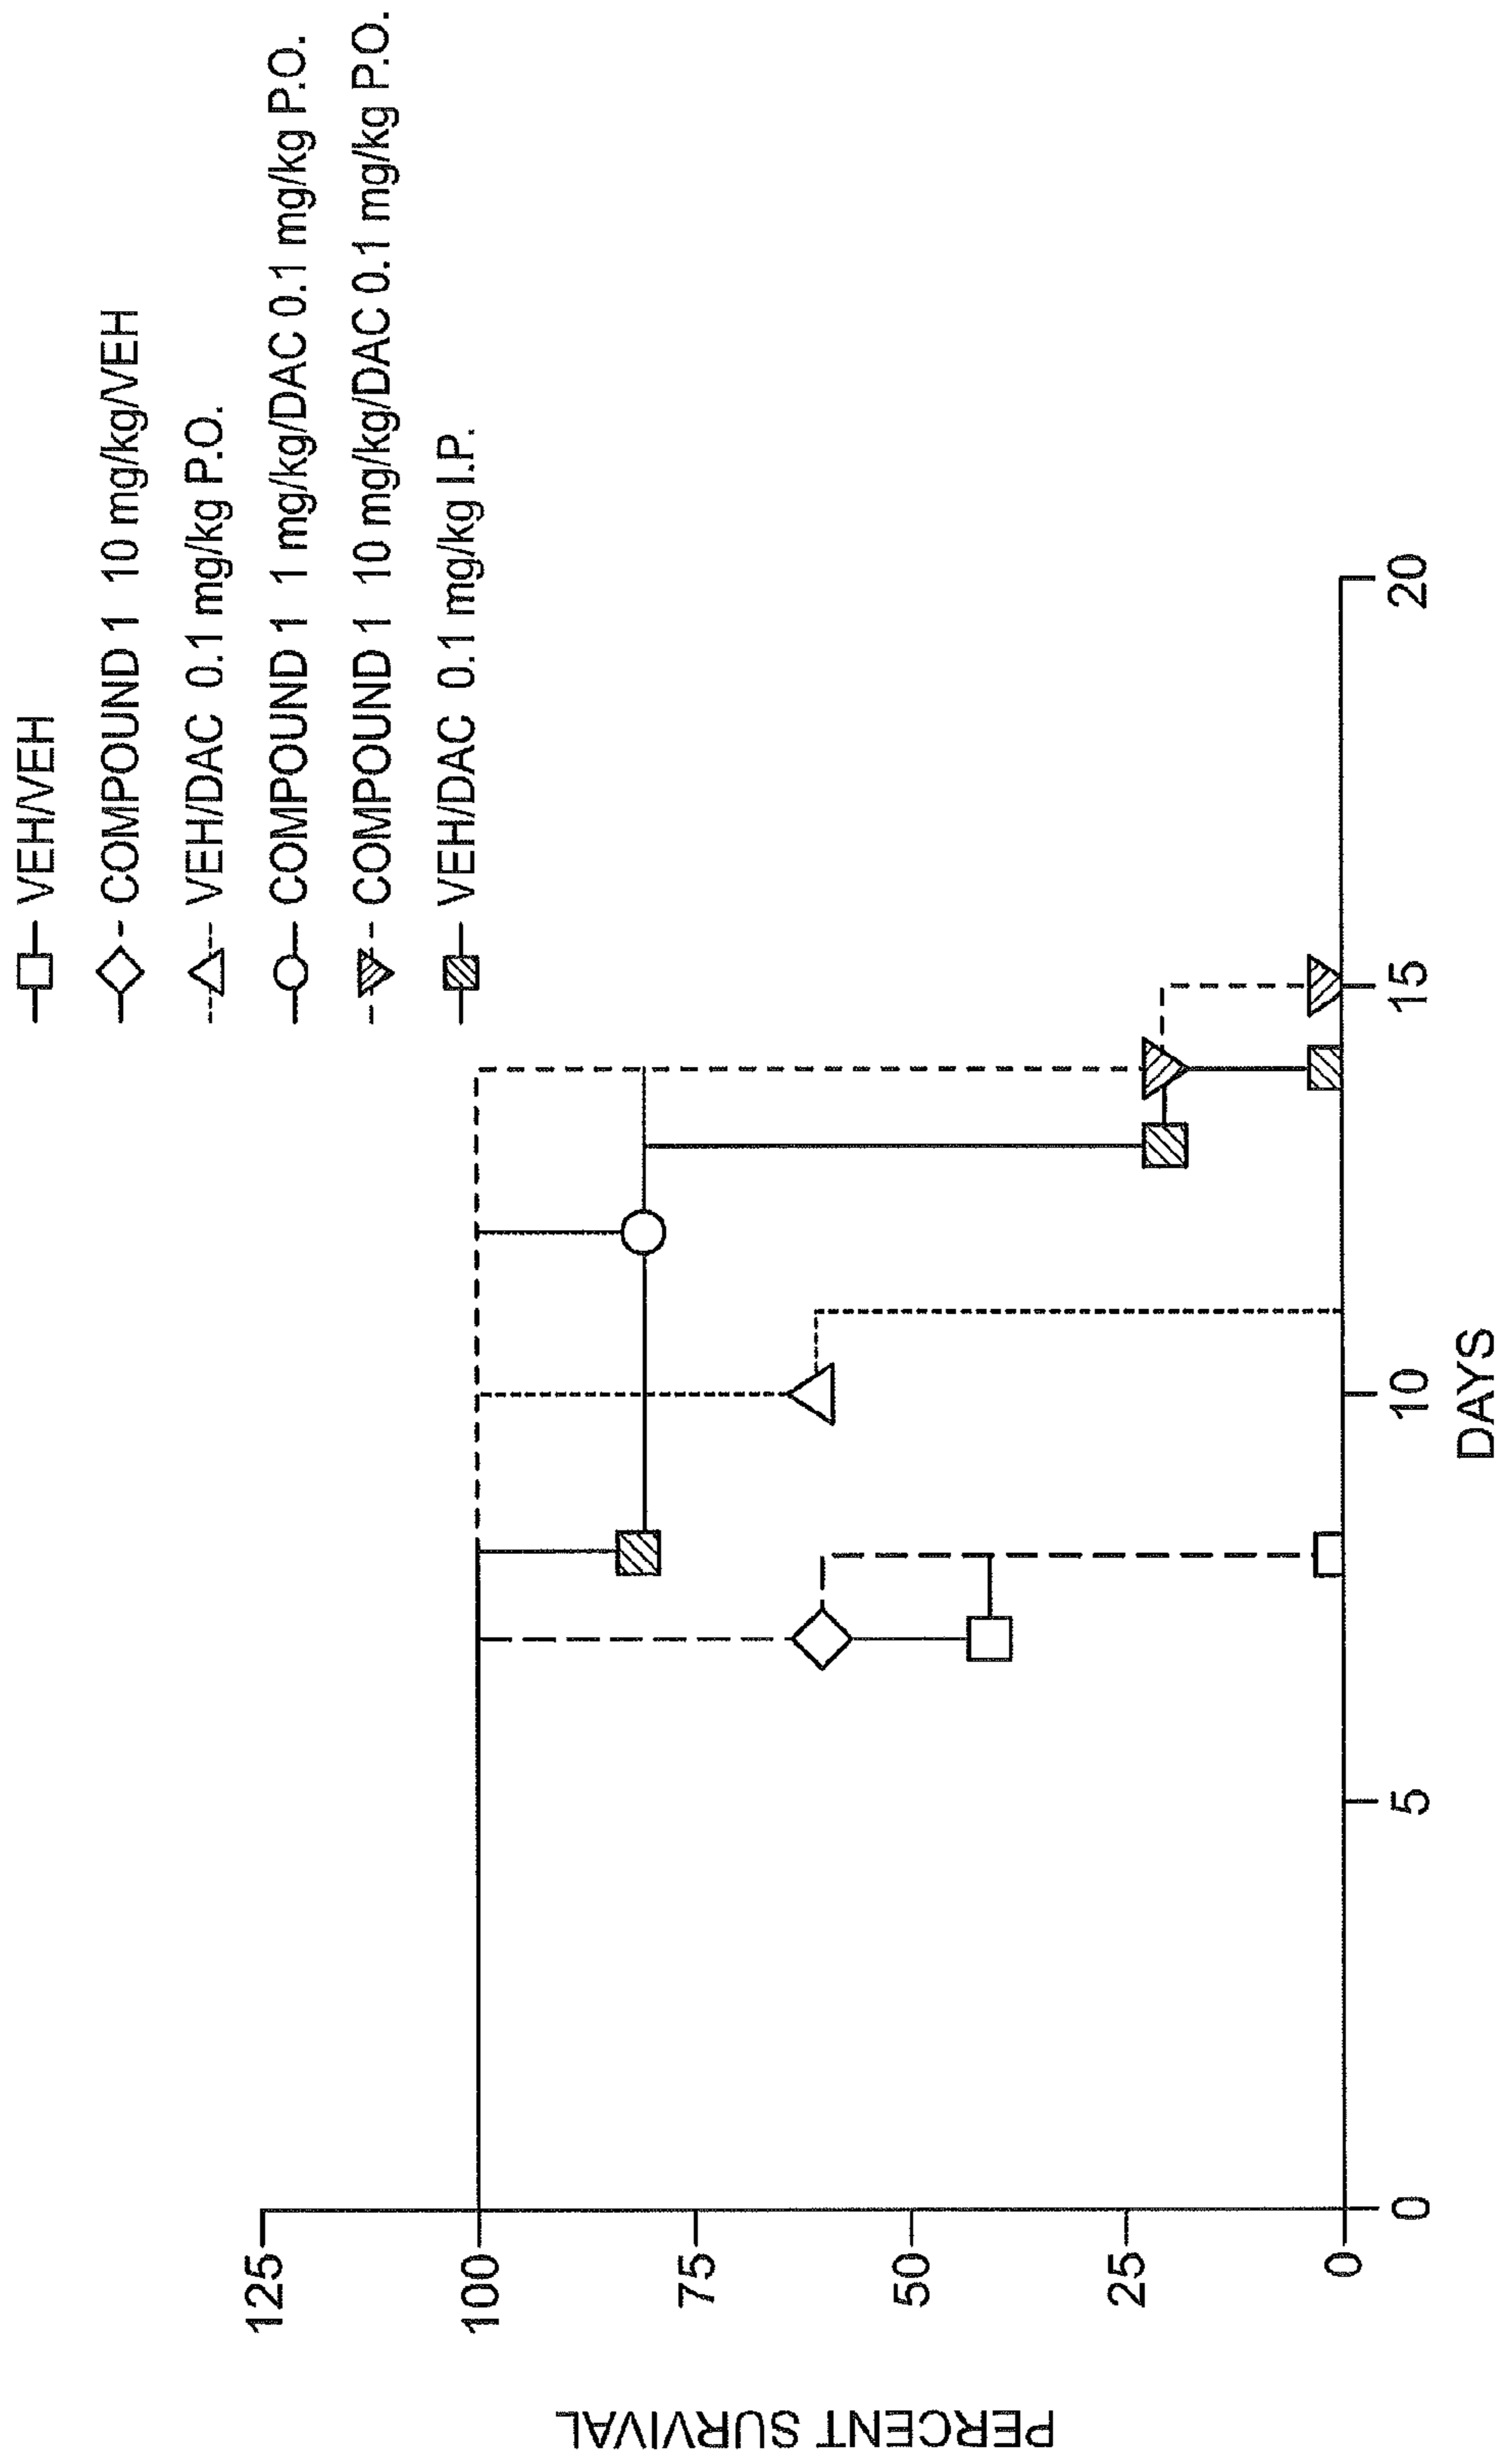 VEH/VEH
COMPOUND 1 10 mg/kg/VEH
VEH/DAC 0.1 mg/kg P.O.
COMPOUND 1 1 mg/kg/DAC 0.1 mg/kg P.O.
COMPOUND 1 10 mg/kg/DAC 0.1 mg/kg P.O.
VEH/DAC 0.1 mg/kg I.P.
125
100
75
50
25
0
PERCENT SURVIVAL
0
5
10
15
20
DAYS